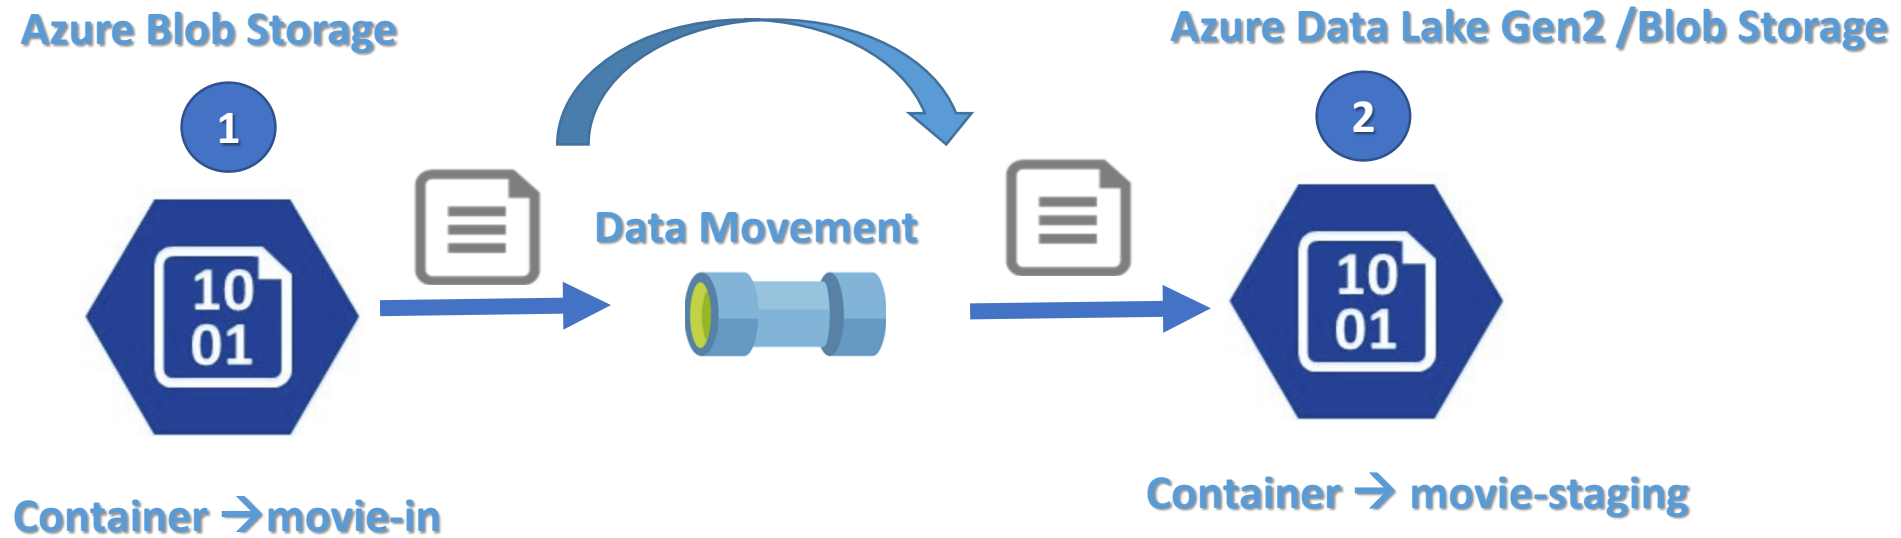 Azure Blob Storage
Azure Data Lake Gen2 /Blob Storage
1
2
Data Movement
10
01
10
01
Container →movie-in
Container → movie-staging